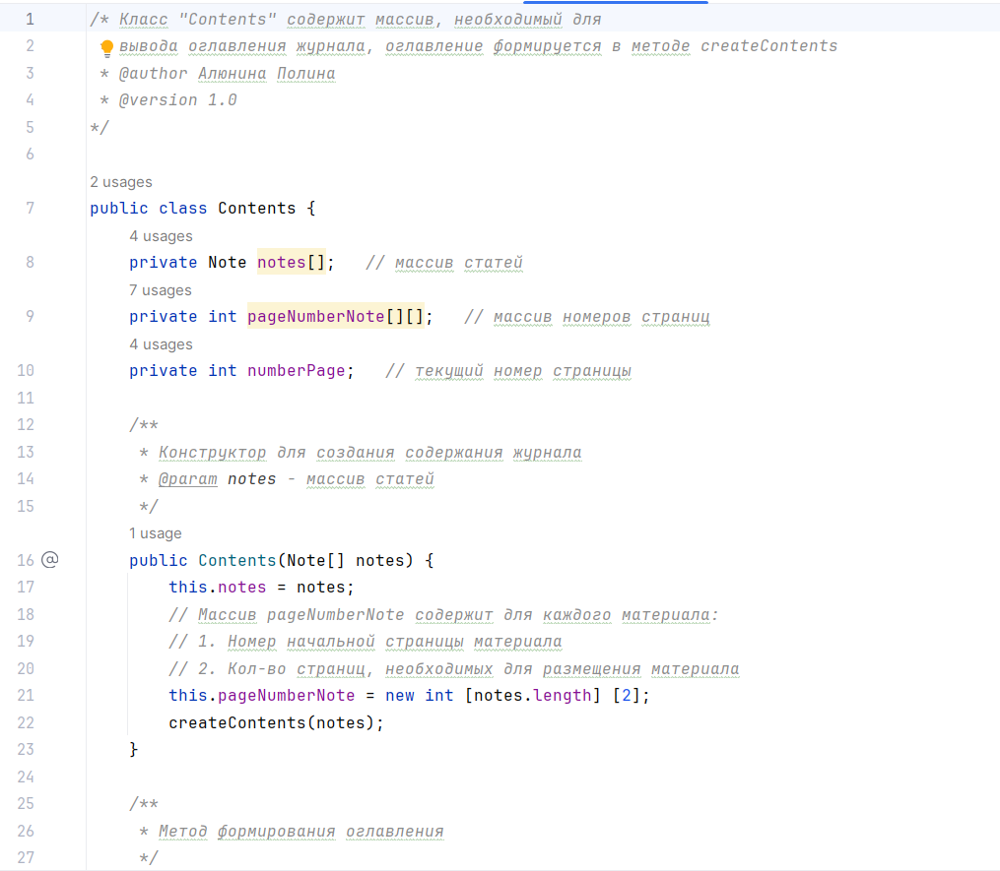 1 /* Класс "Contents" содержит массив, необходимый для
2 вывода оглавления журнала, оглавление формируется в методе createContents
3 * @author Алюнина Полина
4 * @version 1.0
5 */
6
2 usages
7 public class Contents {
4 usages
8 private Note notes[]; // массив статей
7 usages
9 private int pageNumberNote[][]; // массив номеров страниц
4 usages
10 private int numberPage; // текущий номер страницы
11
12 /**
13 * Конструктор для создания содержания журнала
14 * @param notes - массив статей
15 */
1 usage
16 @ public Contents(Note[] notes) {
17 this.notes = notes;
18 // Массив pageNumberNote содержит для каждого материала:
19 // 1. Номер начальной страницы материала
20 // 2. Кол-во страниц, необходимых для размещения материала
21 this.pageNumberNote = new int [notes.length] [2];
22 createContents(notes);
23 }
24
25 /**
26 * Метод формирования оглавления
27 */